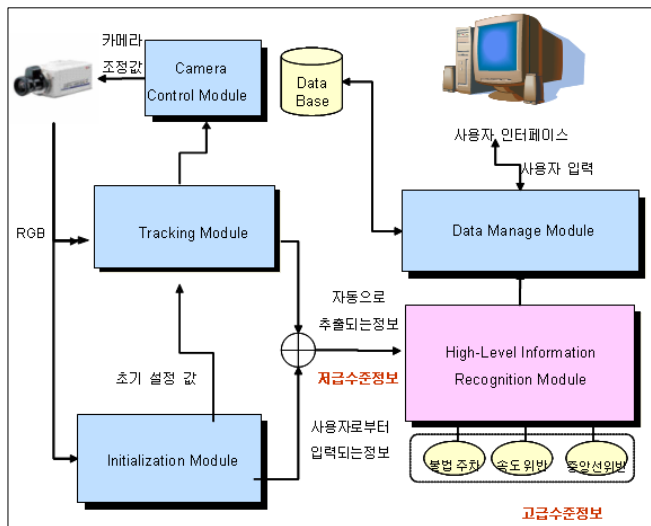 카메라
조정값
Camera
Control Module
Data
Base
사용자 인터페이스
사용자 입력
RGB
Tracking Module
Data Manage Module
자동으로
추출되는정보
저급수준정보
High-Level Information
Recognition Module
초기 설정 값
사용자로부터
입력되는정보
Initialization Module
불법 주차
속도 위반
중앙선위반
고급수준정보